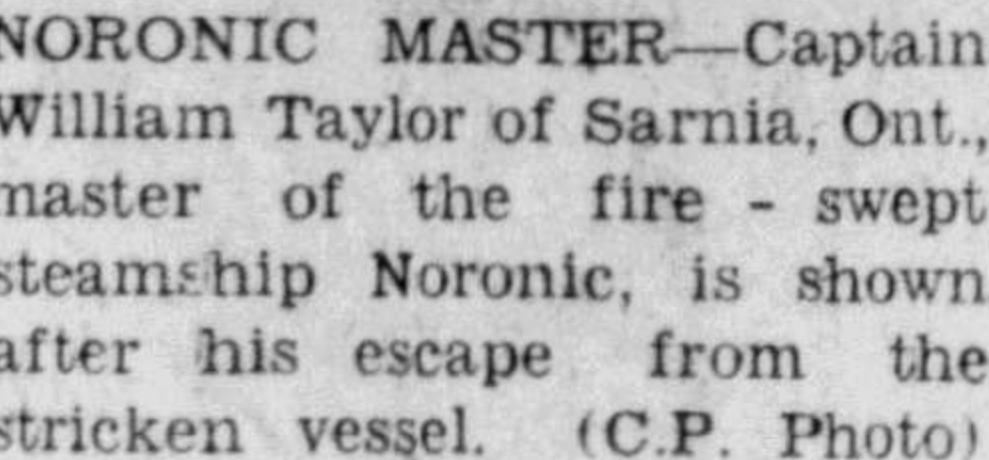 NORONIC MASTER—Captain
William Taylor of Sarnia, Ont.,
master of the fire - swept
steamship Noronic, is shown
after his escape from the
stricken vessel. (C.P. Photo)